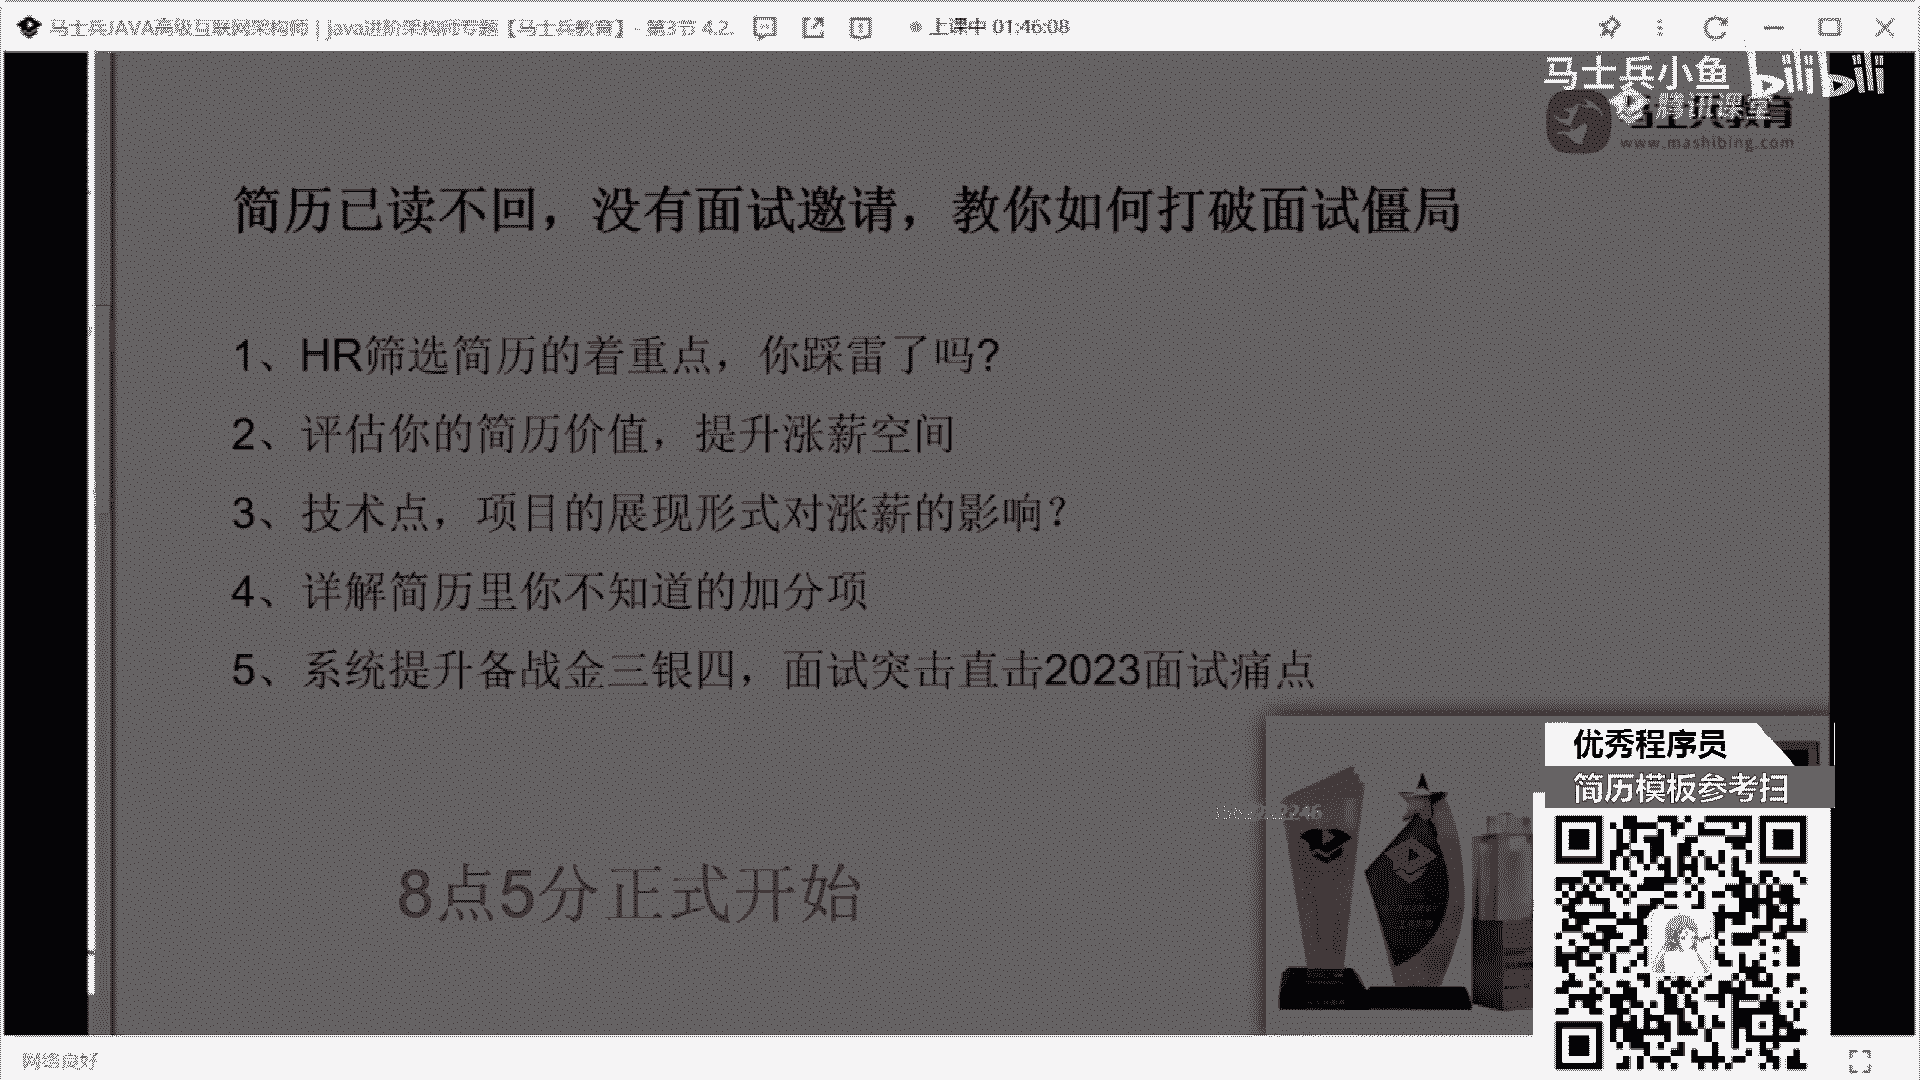 马士兵JAVA高级互联网架构师 | java进阶架构师专题【马士兵教育】 - 第3节 4.2.
上课中 01:46:08
马士兵小鱼 bilibili
腾讯课堂
马士兵教育
www.mashibing.com
简历已读不回，没有面试邀请，教你如何打破面试僵局
1、HR筛选简历的着重点，你踩雷了吗?
2、评估你的简历价值，提升涨薪空间
3、技术点，项目的展现形式对涨薪的影响?
4、详解简历里你不知道的加分项
5、系统提升备战金三银四，面试突击直击2023面试痛点
优秀程序员
简历模板参考扫
8点5分正式开始
网络良好